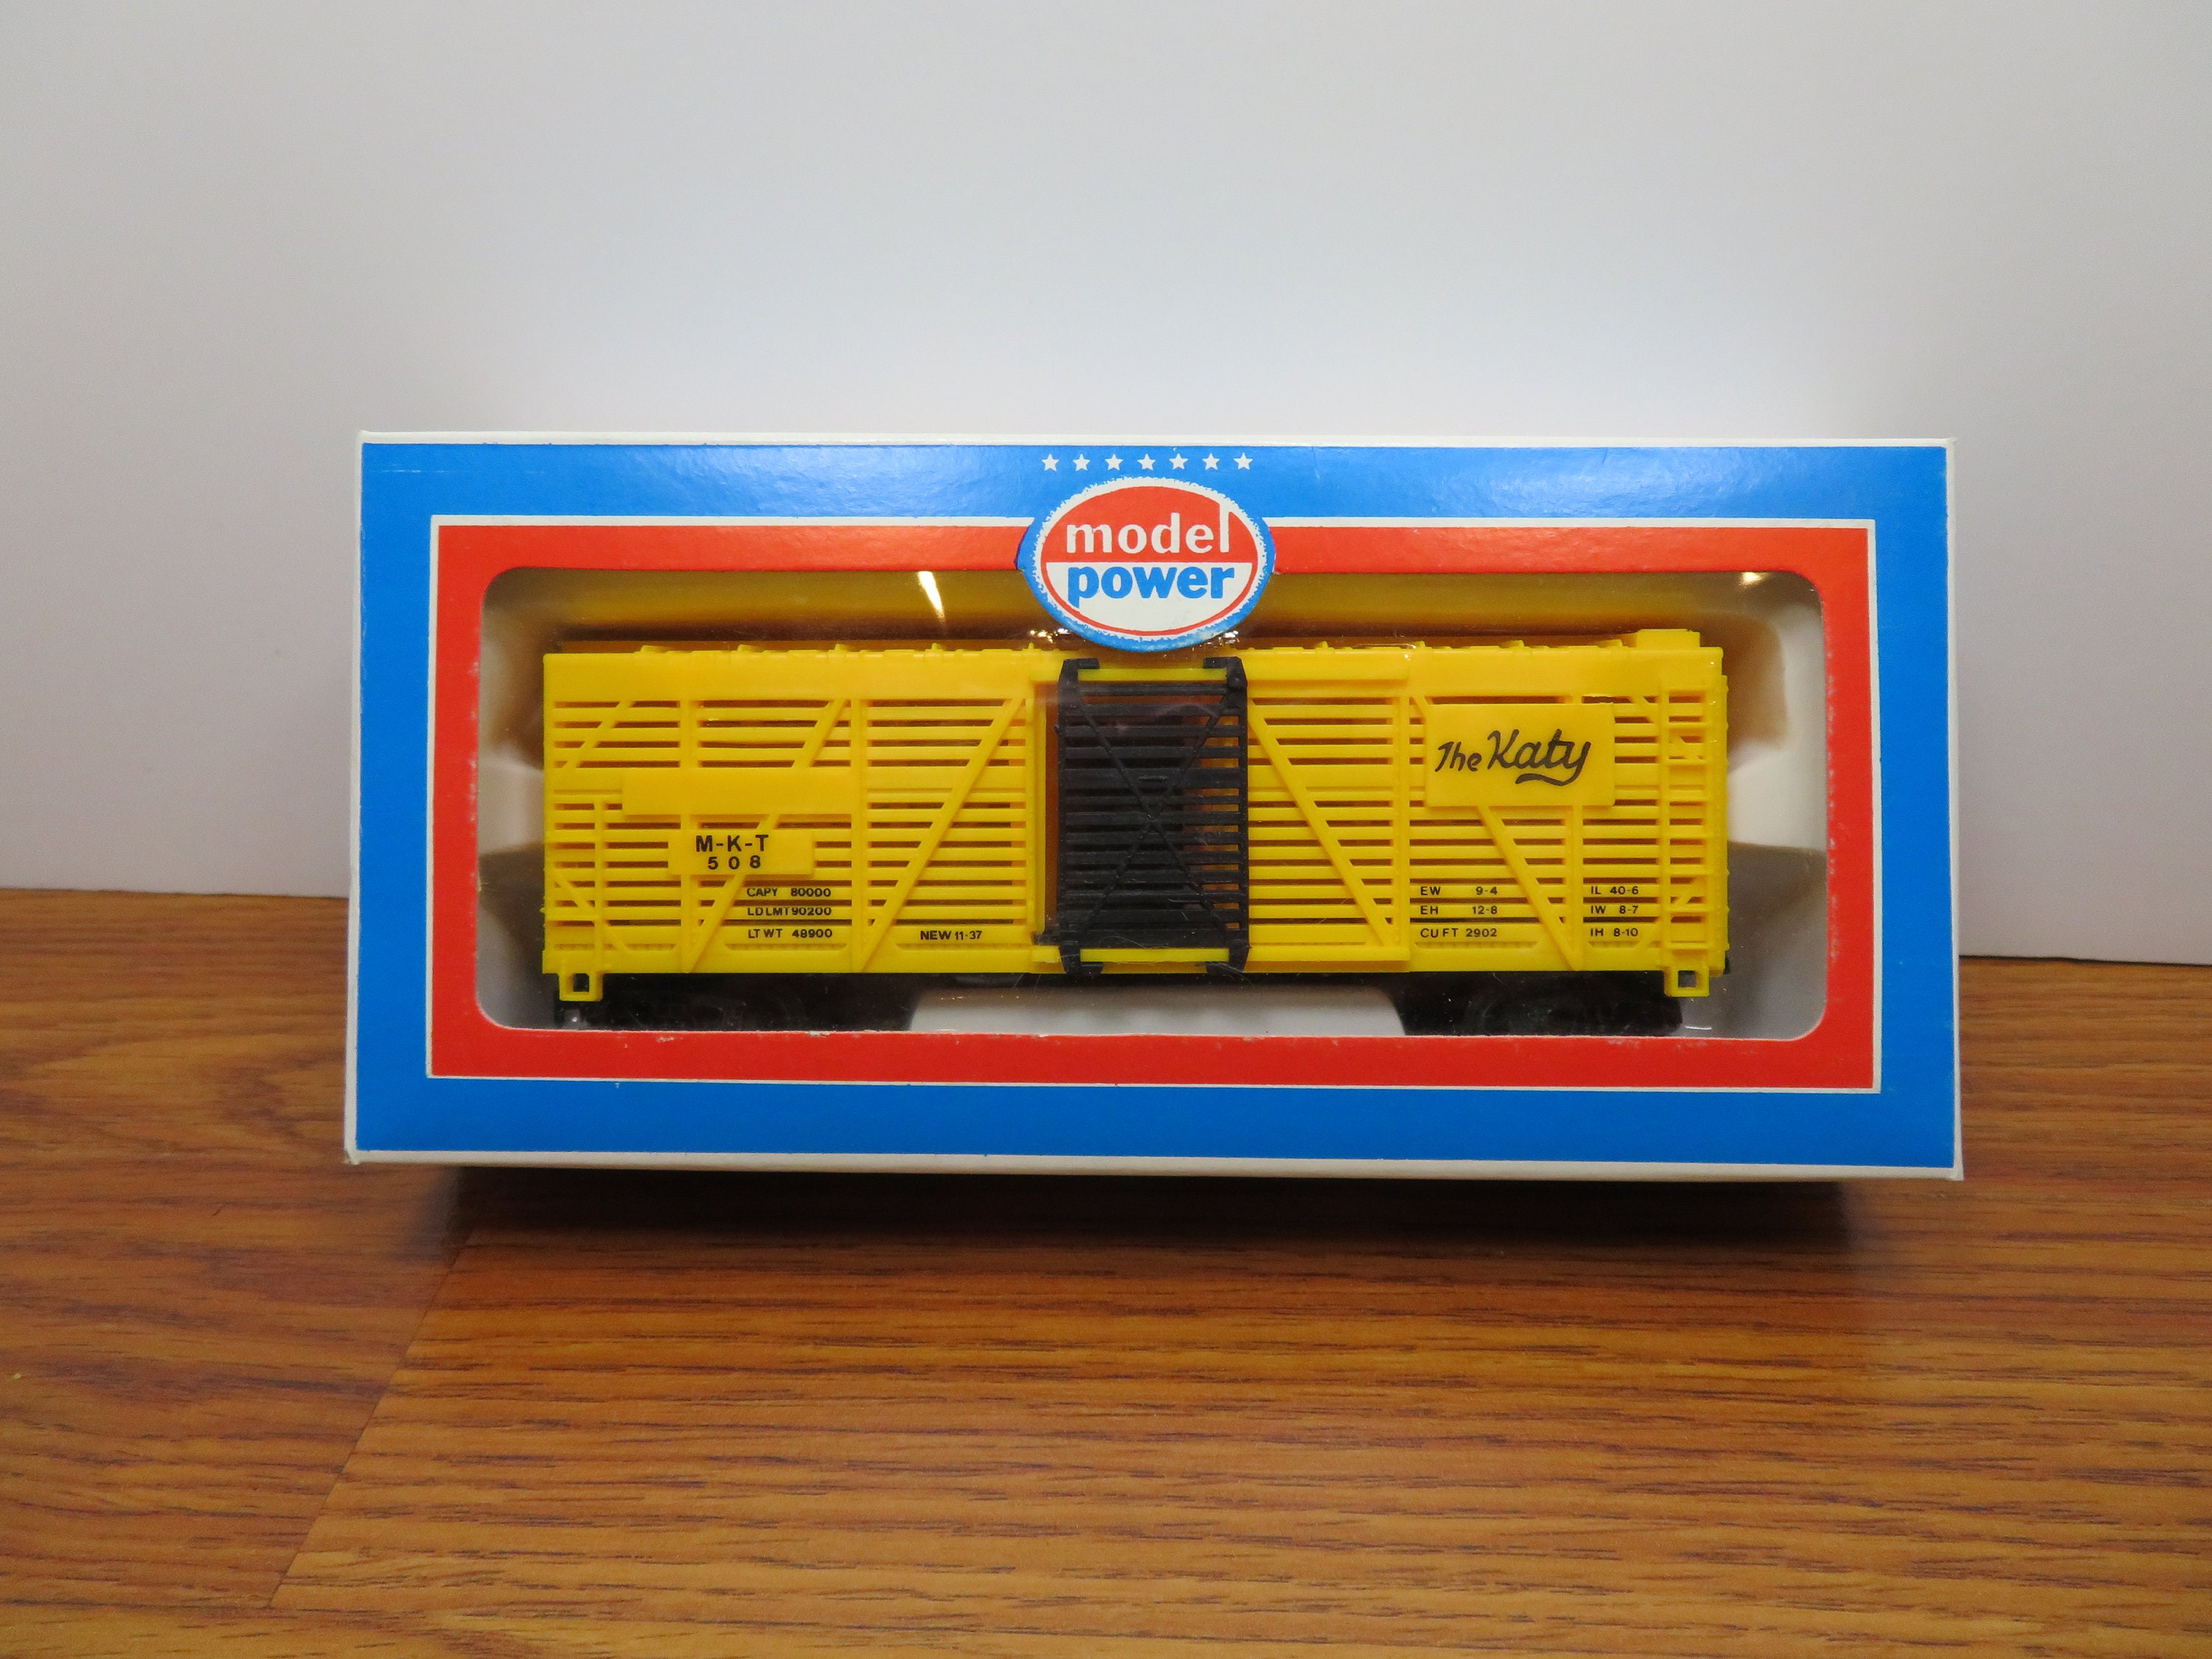 model
power
The Katy
M-K-T
508
CAPY 80000
LD LMT 90200
LT WT 48900
NEW 11-37
EW 9-4
EH 12-8
CU FT 2902
IL 40-6
IW 8-7
IH 8-10